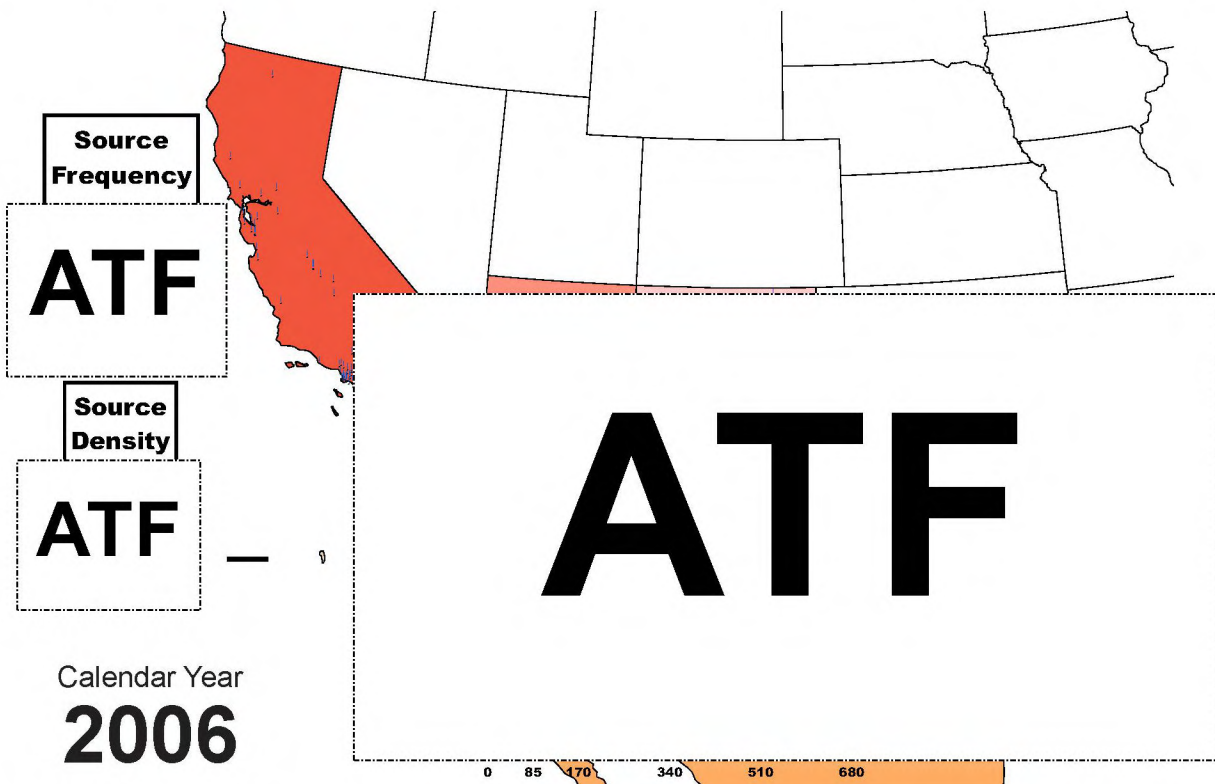 Source
Frequency
ATF
Source
Density
ATF
ATF
Calendar Year
2006
0 85 170 340 510 680